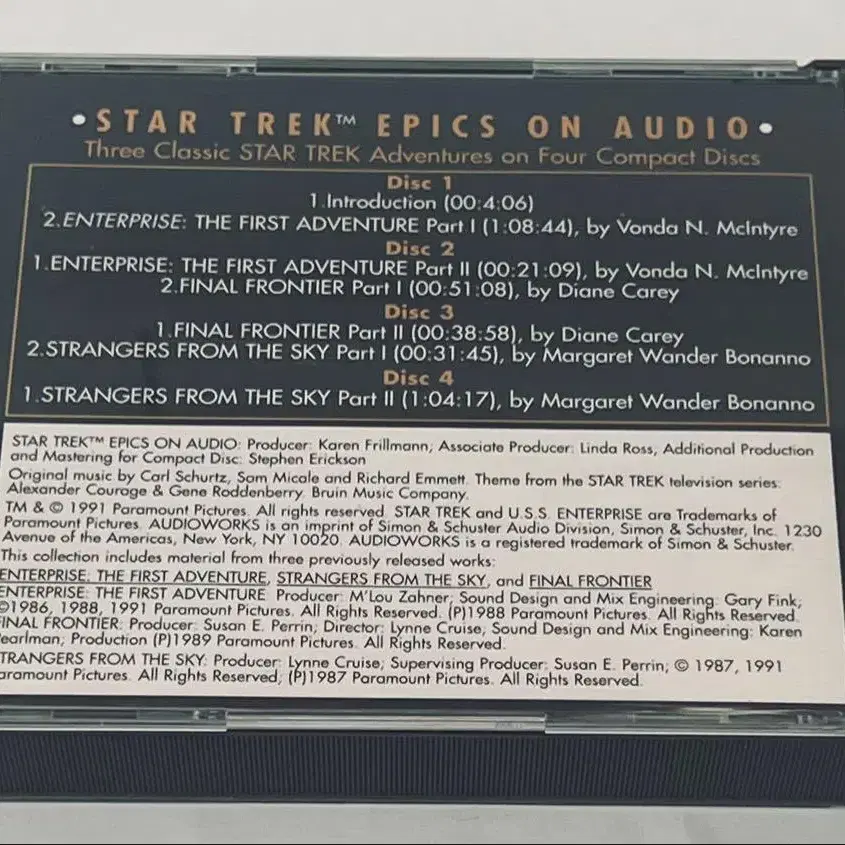 •STAR TREK™ EPICS ON AUDIO•
Three Classic STAR TREK Adventures on Four Compact Discs
Disc 1
1.Introduction (00:4:06)
2.ENTERPRISE: THE FIRST ADVENTURE Part I (1:08:44), by Vonda N. McIntyre
Disc 2
1.ENTERPRISE: THE FIRST ADVENTURE Part II (00:21:09), by Vonda N. McIntyre
2.FINAL FRONTIER Part I (00:51:08), by Diane Carey
Disc 3
1.FINAL FRONTIER Part II (00:38:58), by Diane Carey
2.STRANGERS FROM THE SKY Part I (00:31:45), by Margaret Wander Bonanno
Disc 4
1.STRANGERS FROM THE SKY Part II (1:04:17), by Margaret Wander Bonanno
STAR TREK™ EPICS ON AUDIO: Producer: Karen Frillmann; Associate Producer: Linda Ross, Additional Production
and Mastering for Compact Disc: Stephen Erickson
Original music by Carl Schurtz, Sam Micale and Richard Emmett. Theme from the STAR TREK television series:
Alexander Courage & Gene Roddenberry. Bruin Music Company.
TM & © 1991 Paramount Pictures. All rights reserved. STAR TREK and U.S.S. ENTERPRISE are Trademarks of
Paramount Pictures. AUDIOWORKS is an imprint of Simon & Schuster Audio Division, Simon & Schuster, Inc. 1230
Avenue of the Americas, New York, NY 10020. AUDIOWORKS is a registered trademark of Simon & Schuster.
This collection includes material from three previously released works:
ENTERPRISE: THE FIRST ADVENTURE, STRANGERS FROM THE SKY, and FINAL FRONTIER
ENTERPRISE: THE FIRST ADVENTURE Producer: M'Lou Zahner; Sound Design and Mix Engineering: Gary Fink;
©1986, 1988, 1991 Paramount Pictures. All Rights Reserved. (P)1988 Paramount Pictures. All Rights Reserved.
FINAL FRONTIER: Producer: Susan E. Perrin; Director: Lynne Cruise, Sound Design and Mix Engineering: Karen
earlman; Production (P)1989 Paramount Pictures. All Rights Reserved.
TRANGERS FROM THE SKY: Producer: Lynne Cruise; Supervising Producer: Susan E. Perrin; © 1987, 1991
aramount Pictures. All Rights Reserved; (P)1987 Paramount Pictures. All Rights Reserved.